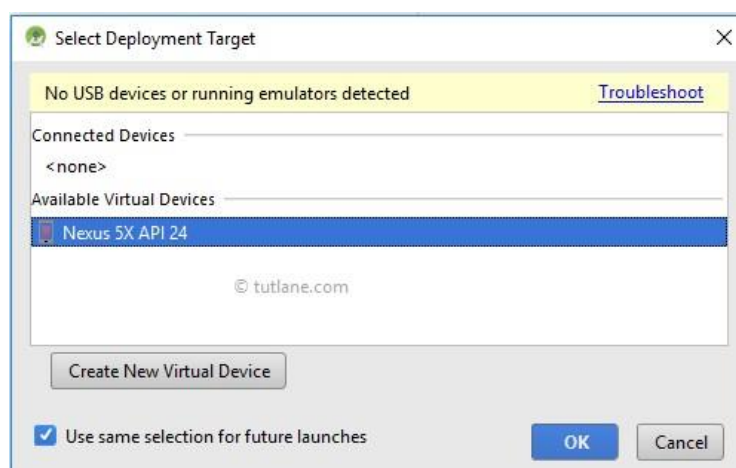 Select Deployment Target
No USB devices or running emulators detected Troubleshoot
Connected Devices
<none>
Available Virtual Devices
Nexus 5X API 24
© tutlane.com
Create New Virtual Device
Use same selection for future launches
OK Cancel